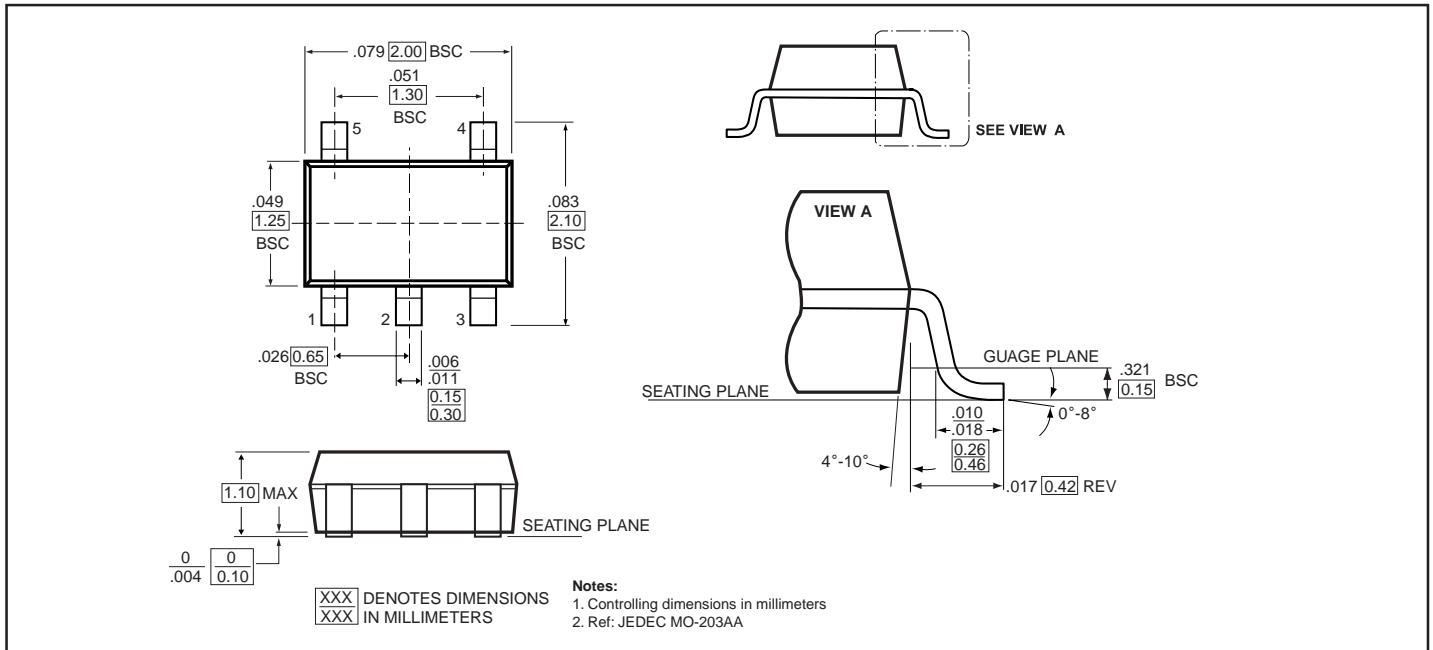 .079 2.00 BSC
.051
1.30
BSC
5
4
.049
1.25
BSC
.083
2.10
BSC
1
2
3
.026 0.65
BSC
.006
.011
0.15
0.30
SEE VIEW A
VIEW A
GUAGE PLANE
SEATING PLANE
.321
0.15
BSC
0°-8°
.010
.018
0.26
0.46
4°-10°
.017 0.42 REV
1.10 MAX
SEATING PLANE
0
.004
0
0.10
XXX DENOTES DIMENSIONS
XXX IN MILLIMETERS
Notes:
1. Controlling dimensions in millimeters
2. Ref: JEDEC MO-203AA